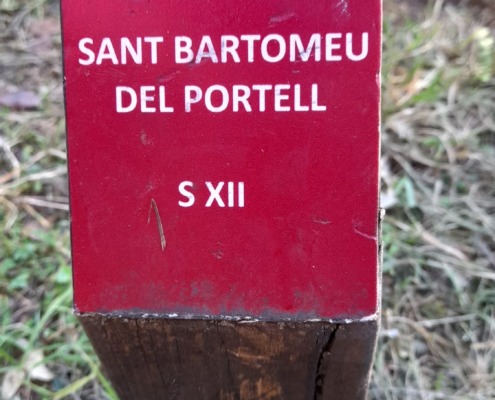 SANT BARTOMEU
DEL PORTELL
S XII